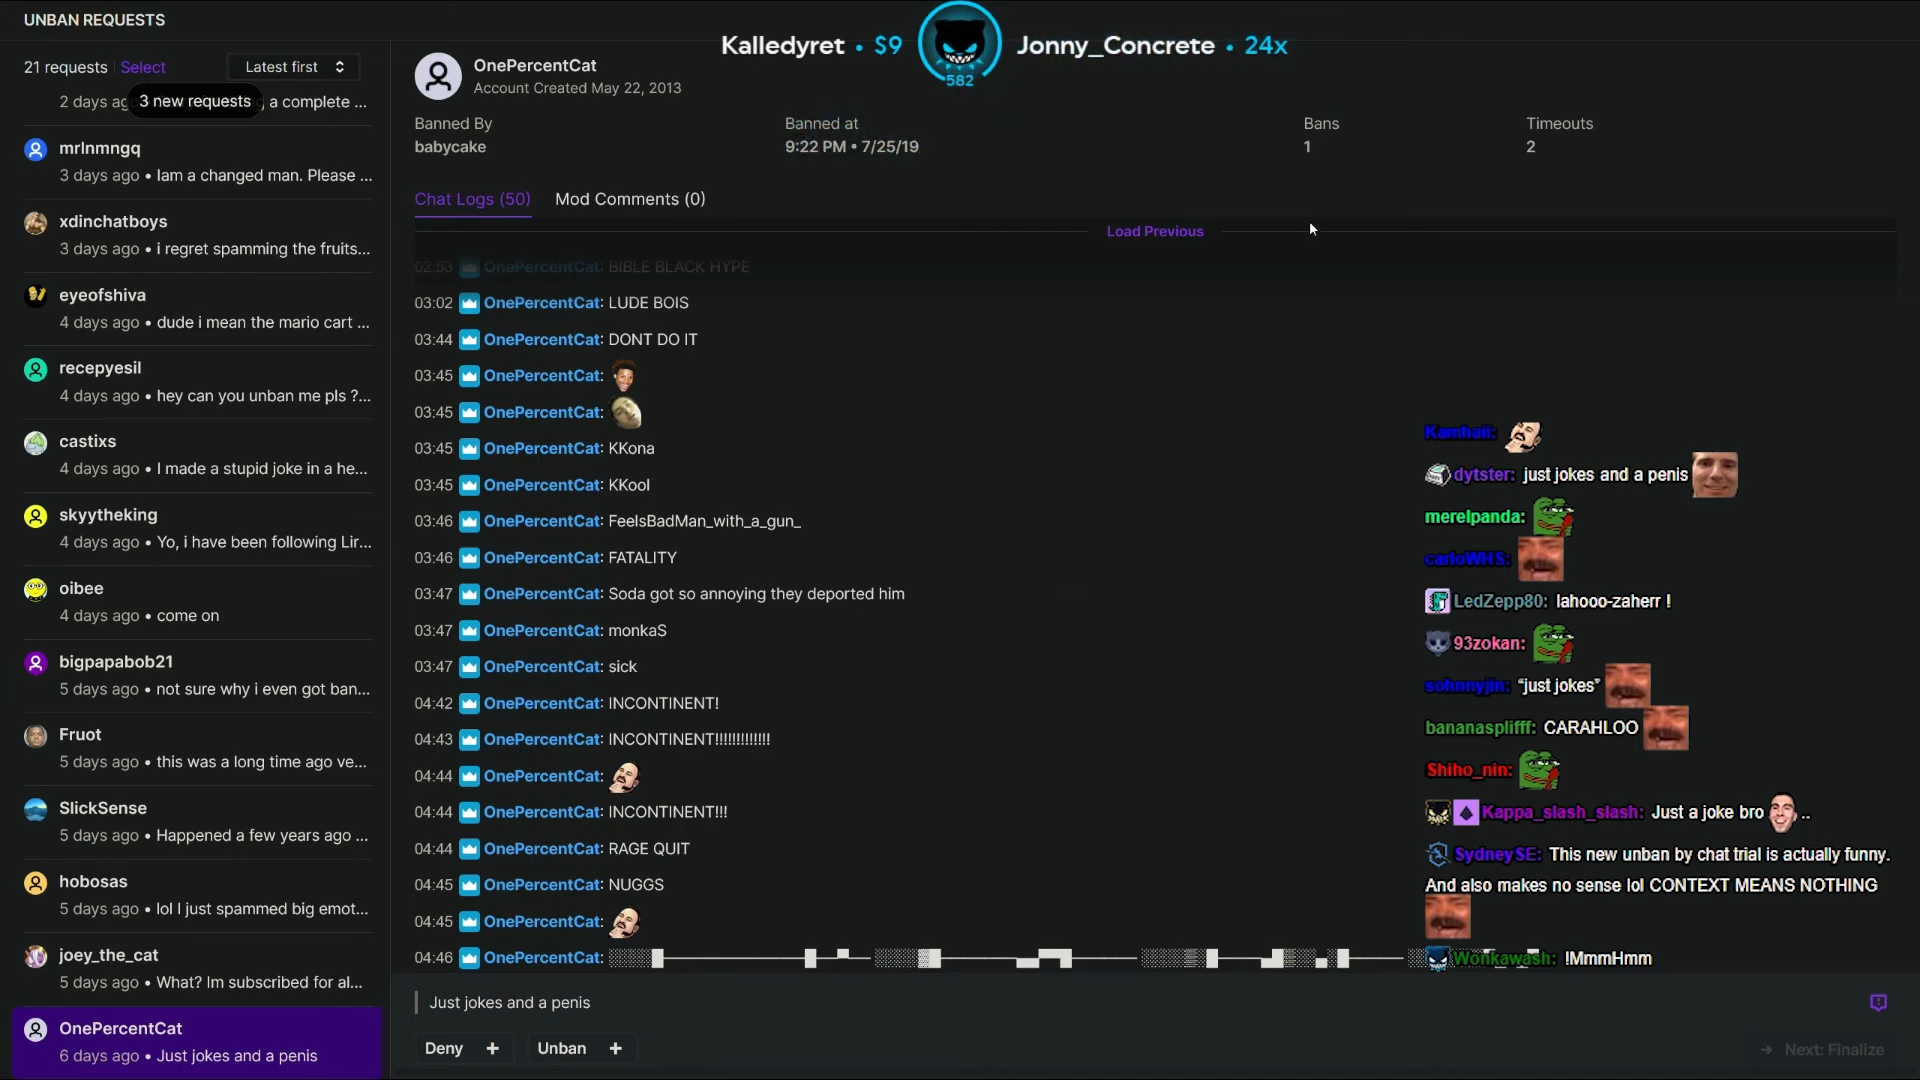 UNBAN REQUESTS
Kalledyret • $9
582
Jonny_Concrete • 24x
21 requests
Select
Latest first
2 days ag
3 new requests
a complete ...
mrlnmngq
3 days ago • Iam a changed man. Please ...
xdinchatboys
3 days ago • i regret spamming the fruits...
eyeofshiva
4 days ago • dude i mean the mario cart ...
recepyesil
4 days ago • hey can you unban me pls ?...
castixs
4 days ago • I made a stupid joke in a he...
skyytheking
4 days ago • Yo, i have been following Lir...
oibee
4 days ago • come on
bigpapabob21
5 days ago • not sure why i even got ban...
Fruot
5 days ago • this was a long time ago ve...
SlickSense
5 days ago • Happened a few years ago ...
hobosas
5 days ago • lol I just spammed big emot...
joey_the_cat
5 days ago • What? Im subscribed for al...
OnePercentCat
6 days ago • Just jokes and a penis
OnePercentCat
Account Created May 22, 2013
Banned By
babycake
Banned at
9:22 PM • 7/25/19
Bans
1
Timeouts
2
Chat Logs (50)
Mod Comments (0)
Load Previous
02:53 OnePercentCat: BIBLE BLACK HYPE
03:02 OnePercentCat: LUDE BOIS
03:44 OnePercentCat: DONT DO IT
03:45 OnePercentCat:
03:45 OnePercentCat:
03:45 OnePercentCat: KKona
03:45 OnePercentCat: KKool
03:46 OnePercentCat: FeelsBadMan_with_a_gun_
03:46 OnePercentCat: FATALITY
03:47 OnePercentCat: Soda got so annoying they deported him
03:47 OnePercentCat: monkaS
03:47 OnePercentCat: sick
04:42 OnePercentCat: INCONTINENT!
04:43 OnePercentCat: INCONTINENT!!!!!!!!!!!!!
04:44 OnePercentCat:
04:44 OnePercentCat: INCONTINENT!!!
04:44 OnePercentCat: RAGE QUIT
04:45 OnePercentCat: NUGGS
04:45 OnePercentCat:
04:46 OnePercentCat:
Just jokes and a penis
Deny +
Unban +
Next: Finalize
Kamhaii:
dytster: just jokes and a penis
merelpanda:
carloWHS:
LedZepp80: lahooo-zaherr !
93zokan:
sohnnyjin: “just jokes”
bananasplifff: CARAHLOO
Shiho_nin:
Kappa_slash_slash: Just a joke bro ..
SydneySE: This new unban by chat trial is actually funny.
And also makes no sense lol CONTEXT MEANS NOTHING
Wonkawash: !MmmHmm